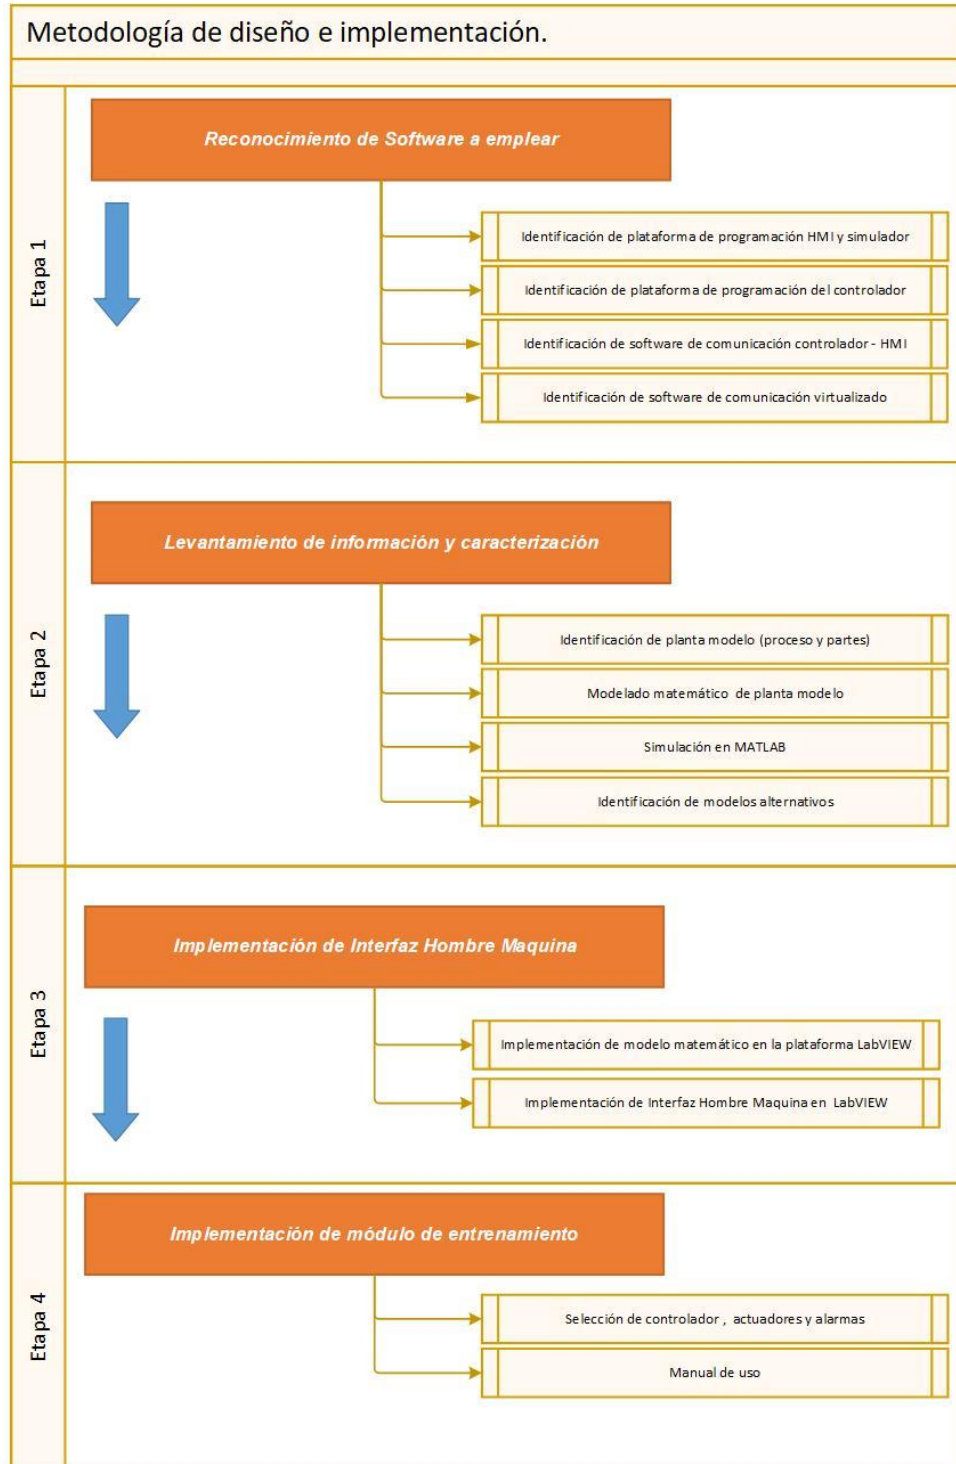 Metodología de diseño e implementación.
Etapa 1
Reconocimiento de Software a emplear
Identificación de plataforma de programación HMI y simulador
Identificación de plataforma de programación del controlador
Identificación de software de comunicación controlador - HMI
Identificación de software de comunicación virtualizado
Etapa 2
Levantamiento de información y caracterización
Identificación de planta modelo (proceso y partes)
Modelado matemático de planta modelo
Simulación en MATLAB
Identificación de modelos alternativos
Etapa 3
Implementación de Interfaz Hombre Maquina
Implementación de modelo matemático en la plataforma LabVIEW
Implementación de Interfaz Hombre Maquina en LabVIEW
Etapa 4
Implementación de módulo de entrenamiento
Selección de controlador , actuadores y alarmas
Manual de uso